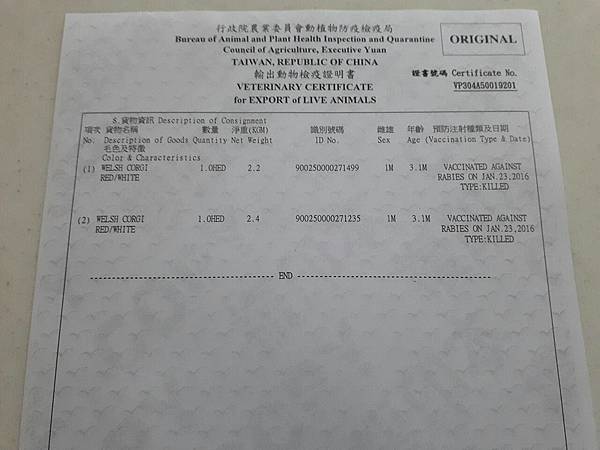 行政院農業委員會動植物防疫檢疫局
Bureau of Animal and Plant Health Inspection and Quarantine
Council of Agriculture, Executive Yuan
TAIWAN, REPUBLIC OF CHINA
輸出動物檢疫證明書
VETERINARY CERTIFICATE
for EXPORT of LIVE ANIMALS
ORIGINAL
證書號碼 Certificate No.
VP304A50019201
8.貨物資訊 Description of Consignment
項次 貨物名稱 數量 淨重(KGM) 識別號碼 雌雄 年齡 預防注射種類及日期
No. Description of Goods Quantity Net Weight ID No. Sex Age (Vaccination Type & Date)
毛色及特徵
Color & Characteristics
(1) WELSH CORGI 1.0HED 2.2 900250000271499 1M 3.1M VACCINATED AGAINST
RED/WHITE RABIES ON JAN.23,2016
TYPE:KILLED
(2) WELSH CORGI 1.0HED 2.4 900250000271235 1M 3.1M VACCINATED AGAINST
RED/WHITE RABIES ON JAN.23,2016
TYPE:KILLED
END